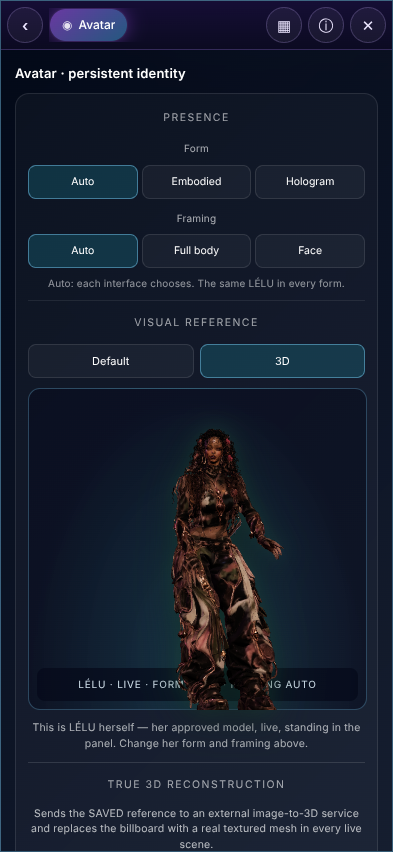 Avatar
Avatar · persistent identity
PRESENCE
Form
Auto Embodied Hologram
Framing
Auto Full body Face
Auto: each interface chooses. The same LÉLU in every form.
VISUAL REFERENCE
Default 3D
LÉLU · LIVE · FORM NG AUTO
This is LÉLU herself — her approved model, live, standing in the
panel. Change her form and framing above.
TRUE 3D RECONSTRUCTION
Sends the SAVED reference to an external image-to-3D service
and replaces the billboard with a real textured mesh in every live
scene.